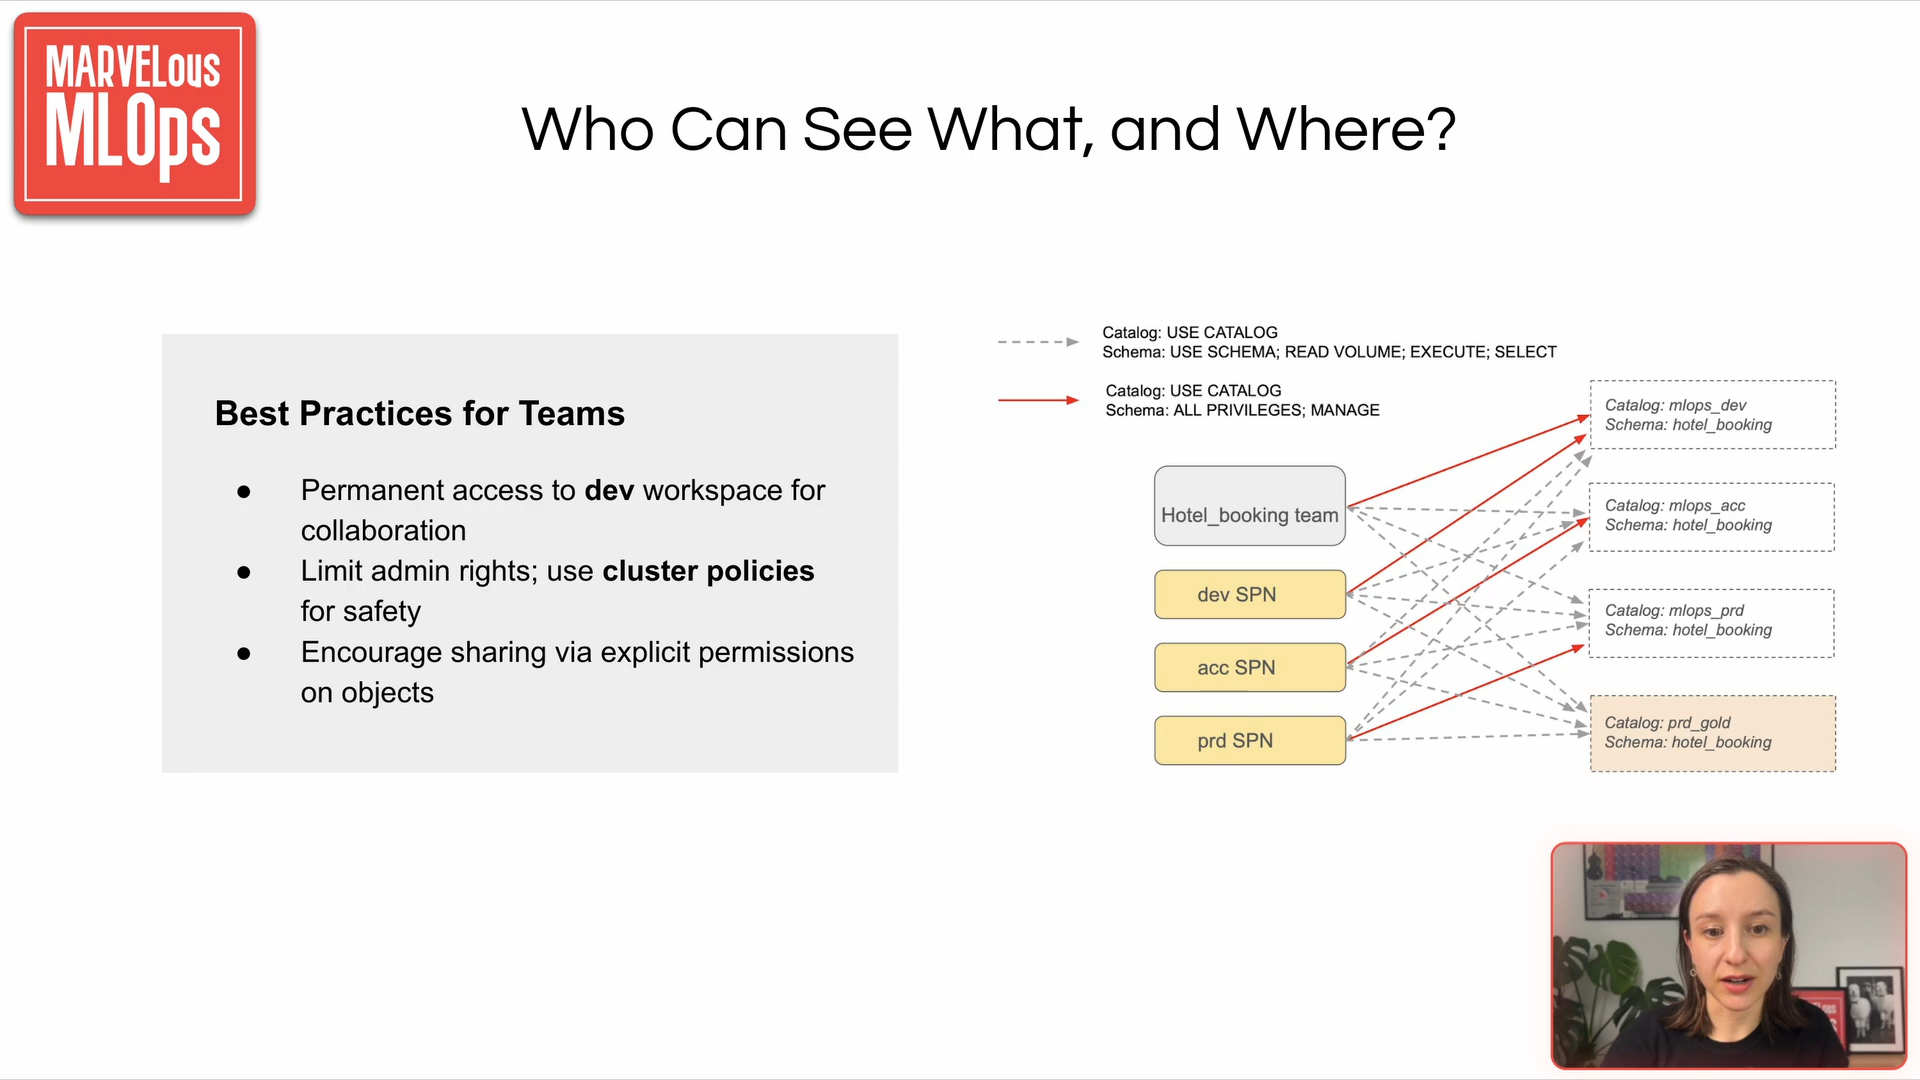 MARVELous
MLOps
Who Can See What, and Where?
Best Practices for Teams
● Permanent access to dev workspace for
collaboration
● Limit admin rights; use cluster policies
for safety
● Encourage sharing via explicit permissions
on objects
Catalog: USE CATALOG
Schema: USE SCHEMA; READ VOLUME; EXECUTE; SELECT
Catalog: USE CATALOG
Schema: ALL PRIVILEGES; MANAGE
Hotel_booking team
dev SPN
acc SPN
prd SPN
Catalog: mlops_dev
Schema: hotel_booking
Catalog: mlops_acc
Schema: hotel_booking
Catalog: mlops_prd
Schema: hotel_booking
Catalog: prd_gold
Schema: hotel_booking